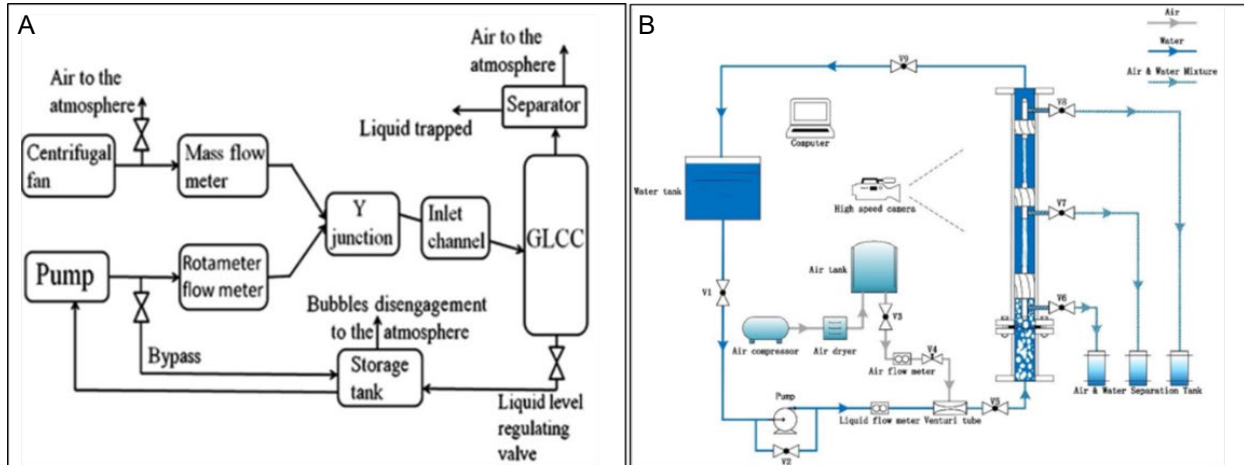 A
Air to the
atmosphere
Air to the
atmosphere
Separator
Liquid trapped
Centrifugal
fan
Mass flow
meter
Y
junction
Inlet
channel
GLCC
Pump
Rotameter
flow meter
Bubbles disengagement
to the atmosphere
Bypass
Storage
tank
Liquid level
regulating
valve
B
Air
Water
Air & Water Mixture
V9
V8
Computer
Water tank
High speed camera
V7
Air tank
V1
V3
V6
Air compressor
Air dryer
V4
Air flow meter
Pump
Liquid flow meter
Venturi tube
V5
Air & Water Separation Tank
V2